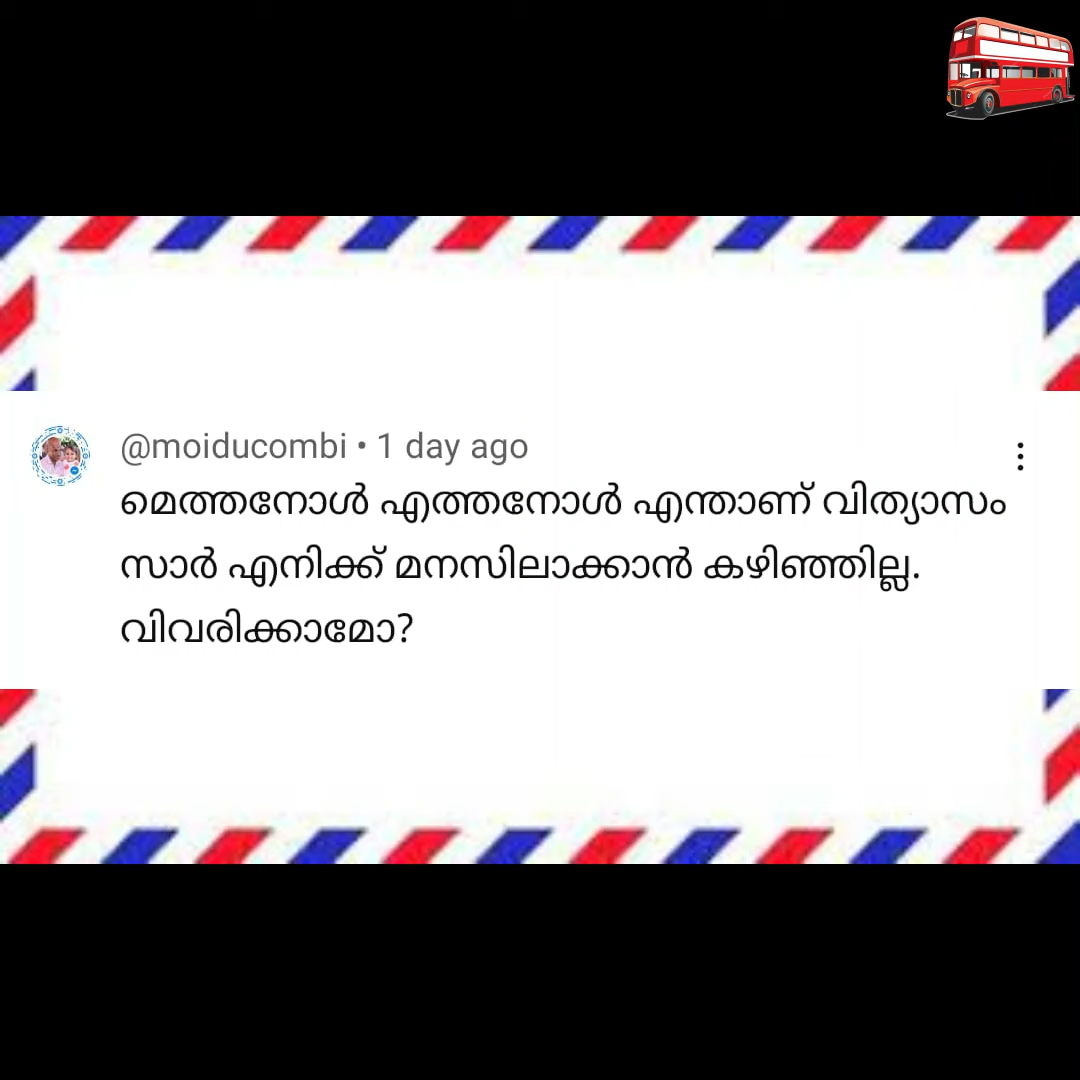 @moiducombi • 1 day ago
മെത്തനോൾ എത്തനോൾ എന്താണ് വിത്യാസം
സാർ എനിക്ക് മനസിലാക്കാൻ കഴിഞ്ഞില്ല.
വിവരിക്കാമോ?